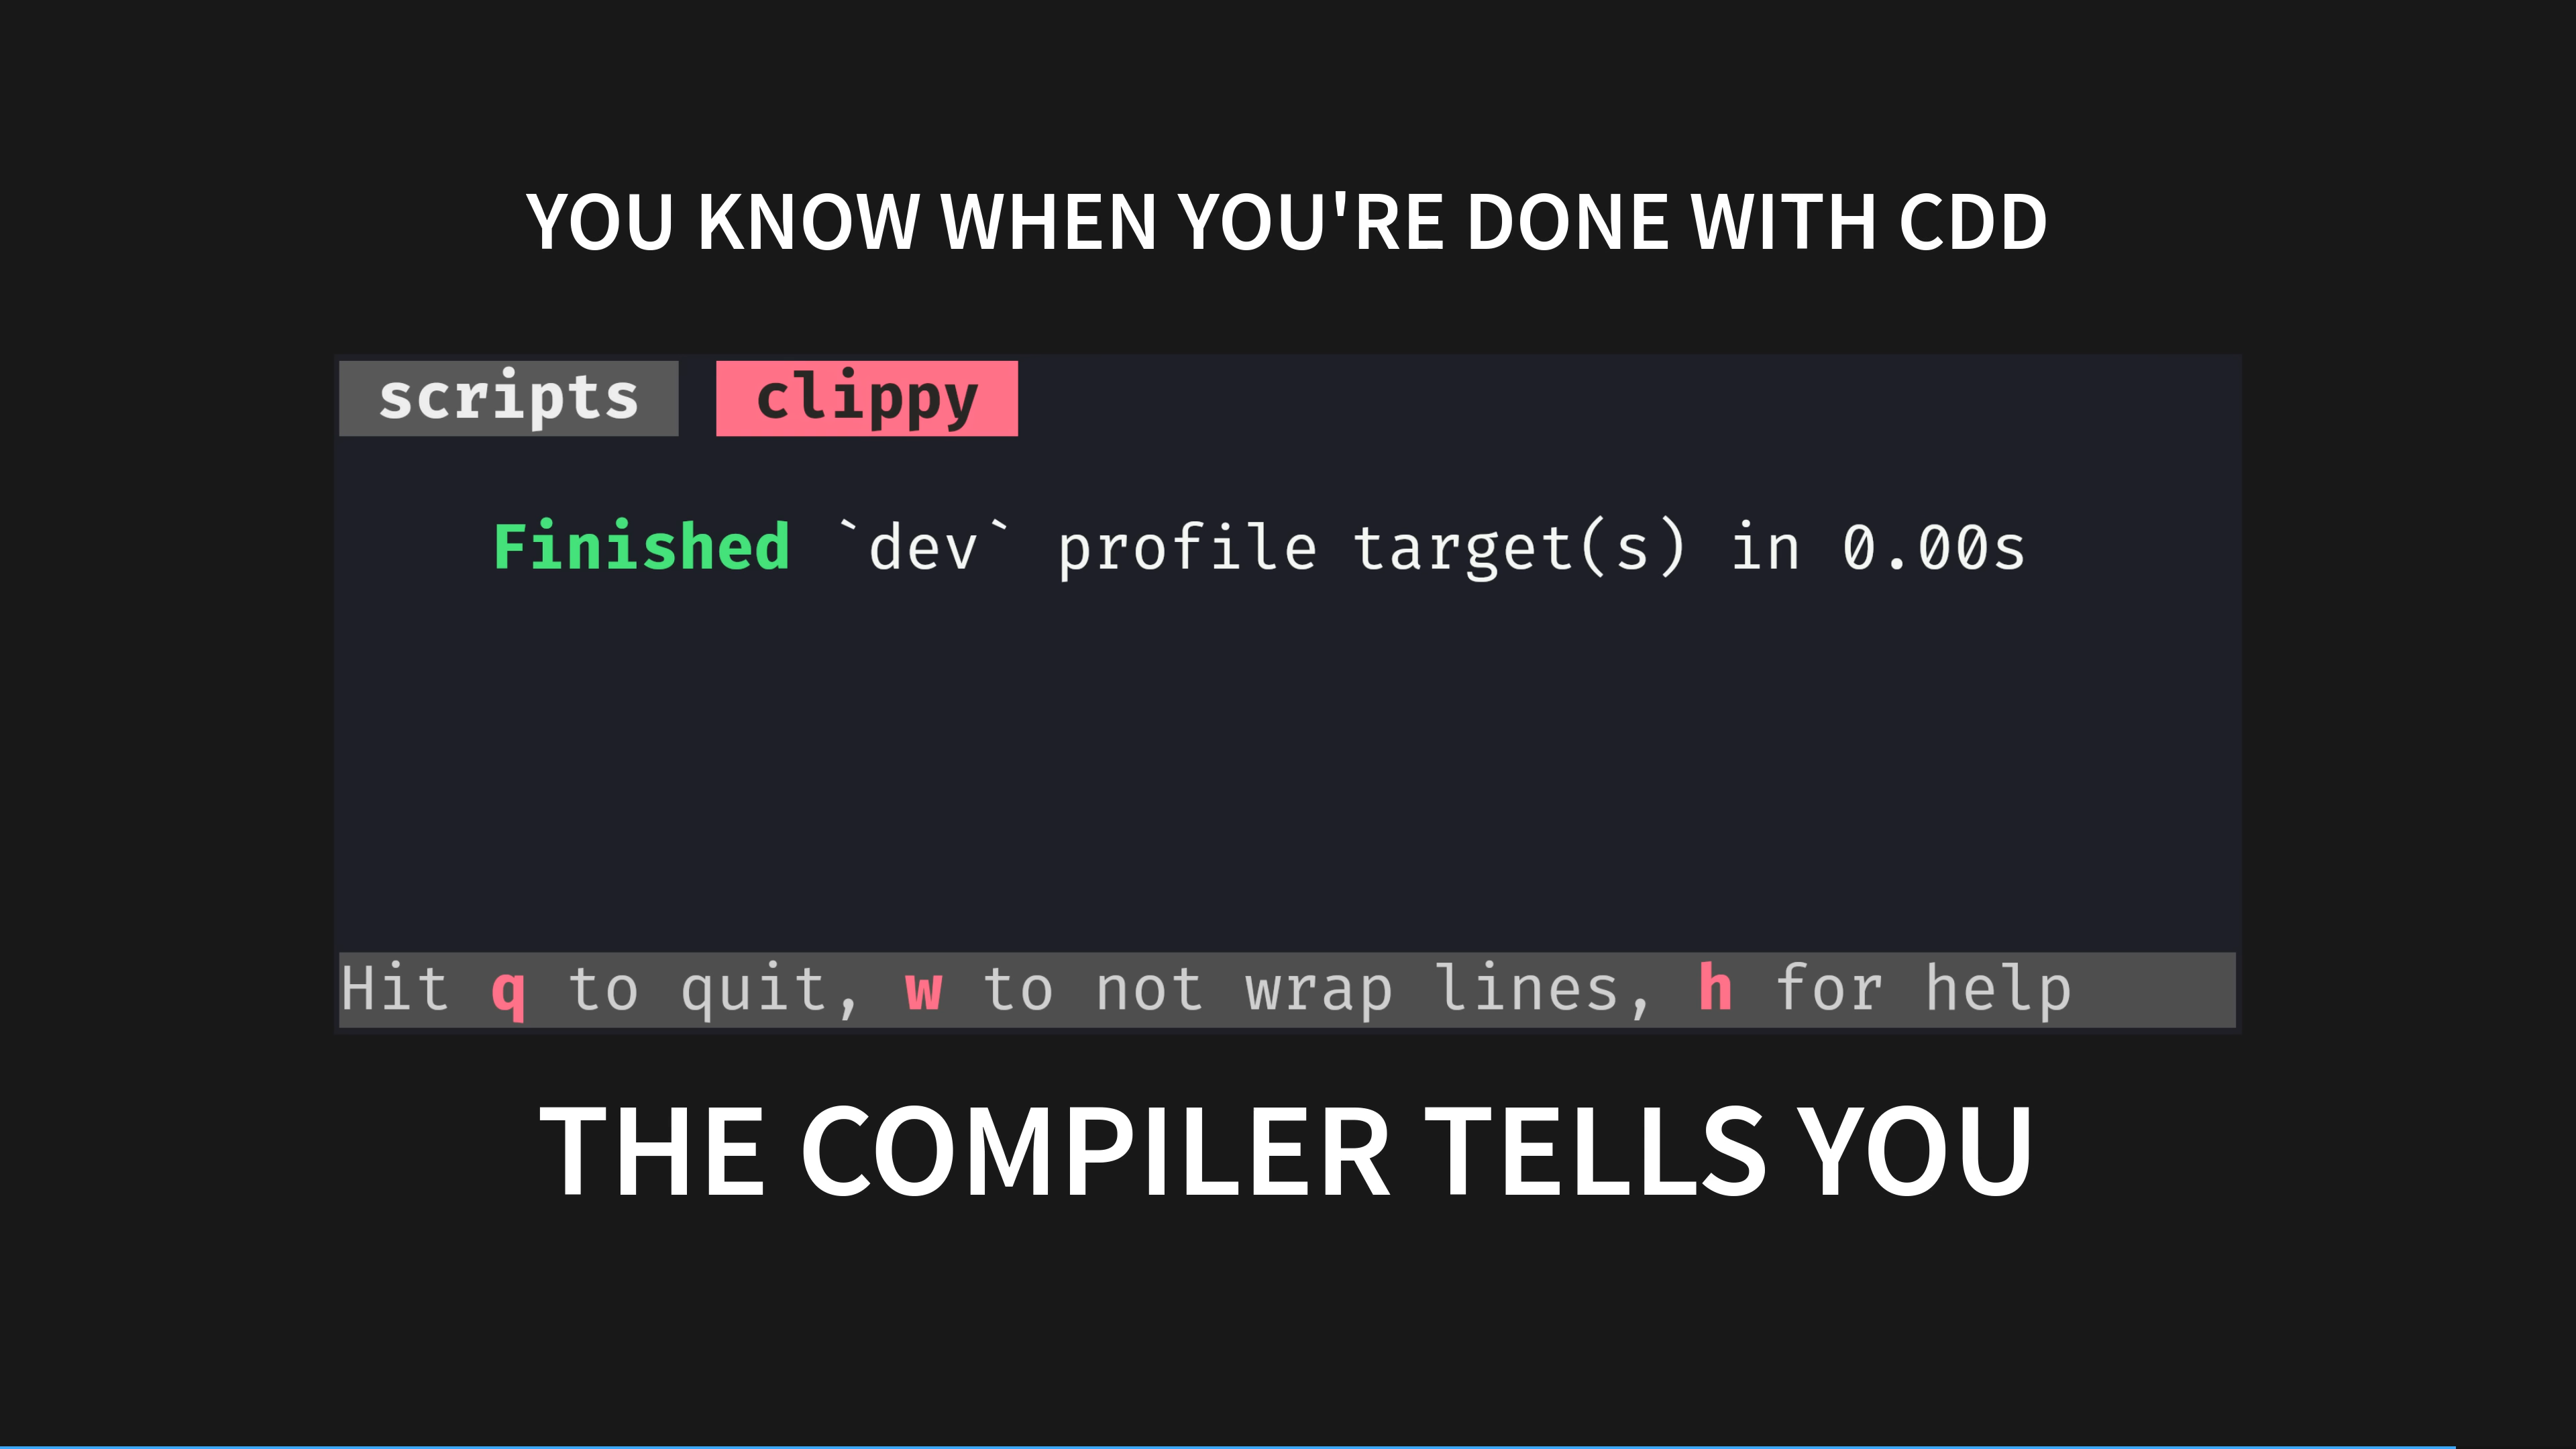 YOU KNOW WHEN YOU'RE DONE WITH CDD
scripts clippy
Finished `dev` profile target(s) in 0.00s
Hit q to quit, w to not wrap lines, h for help
THE COMPILER TELLS YOU